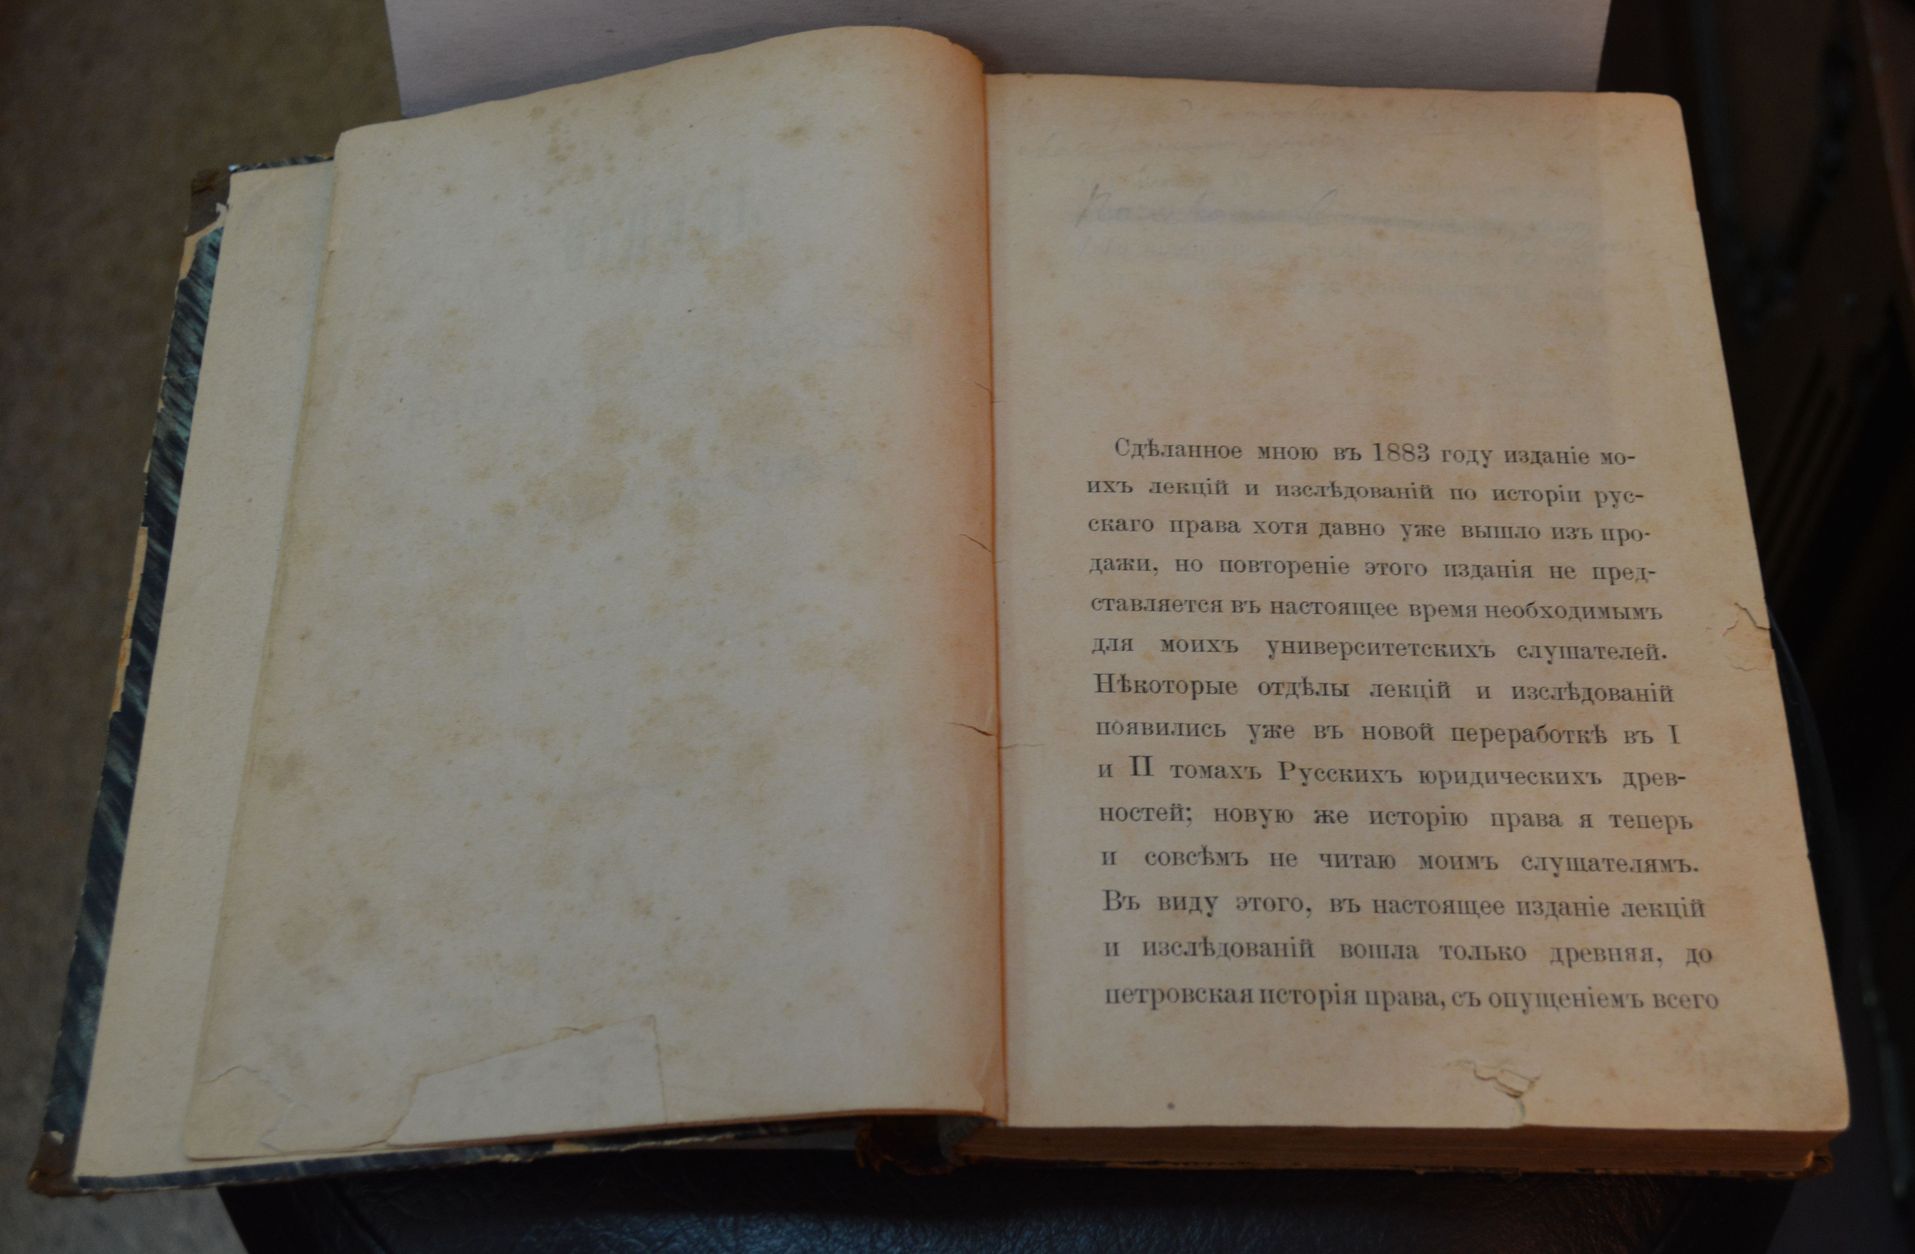 Сдѣланное мною въ 1883 году изданіе мо-
ихъ лекцій и изслѣдованій по исторіи рус-
скаго права хотя давно уже вышло изъ про-
дажи, но повтореніе этого изданія не пред-
ставляется въ настоящее время необходимымъ
для моихъ университетскихъ слушателей.
Нѣкоторые отдѣлы лекцій и изслѣдованій
появились уже въ новой переработкѣ въ I
и II томахъ Русскихъ юридическихъ древ-
ностей; новую же исторію права я теперь
и совсѣмъ не читаю моимъ слушателямъ.
Въ виду этого, въ настоящее изданіе лекцій
и изслѣдованій вошла только древняя, до
петровская исторія права, съ опущеніемъ всего